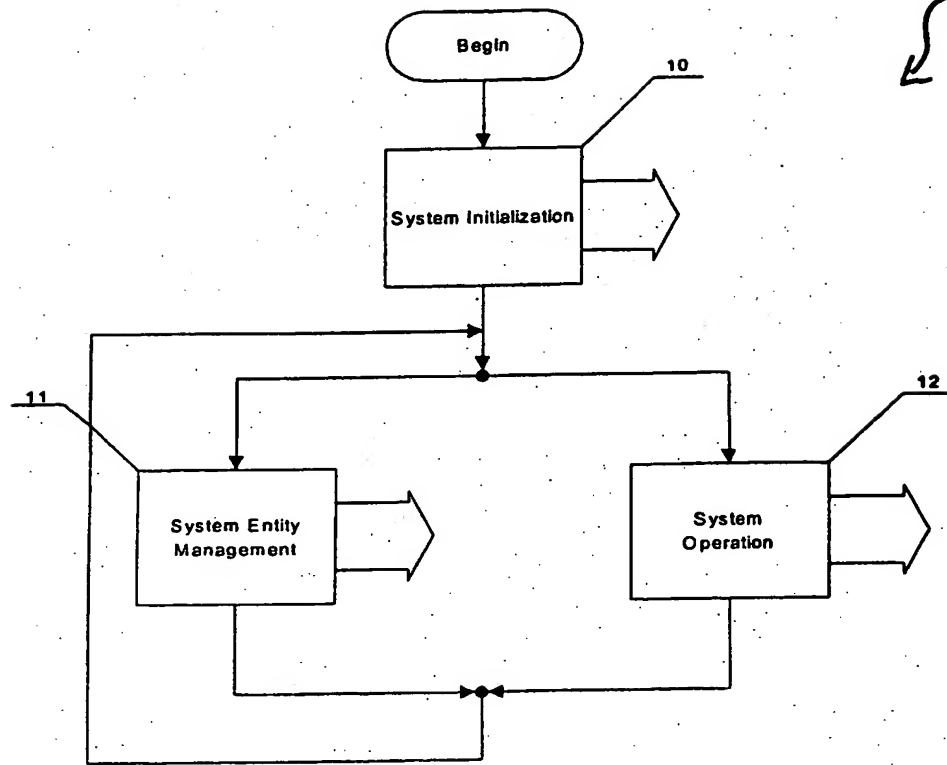 Begin
10
System Initialization
11
12
System Entity
Management
System
Operation